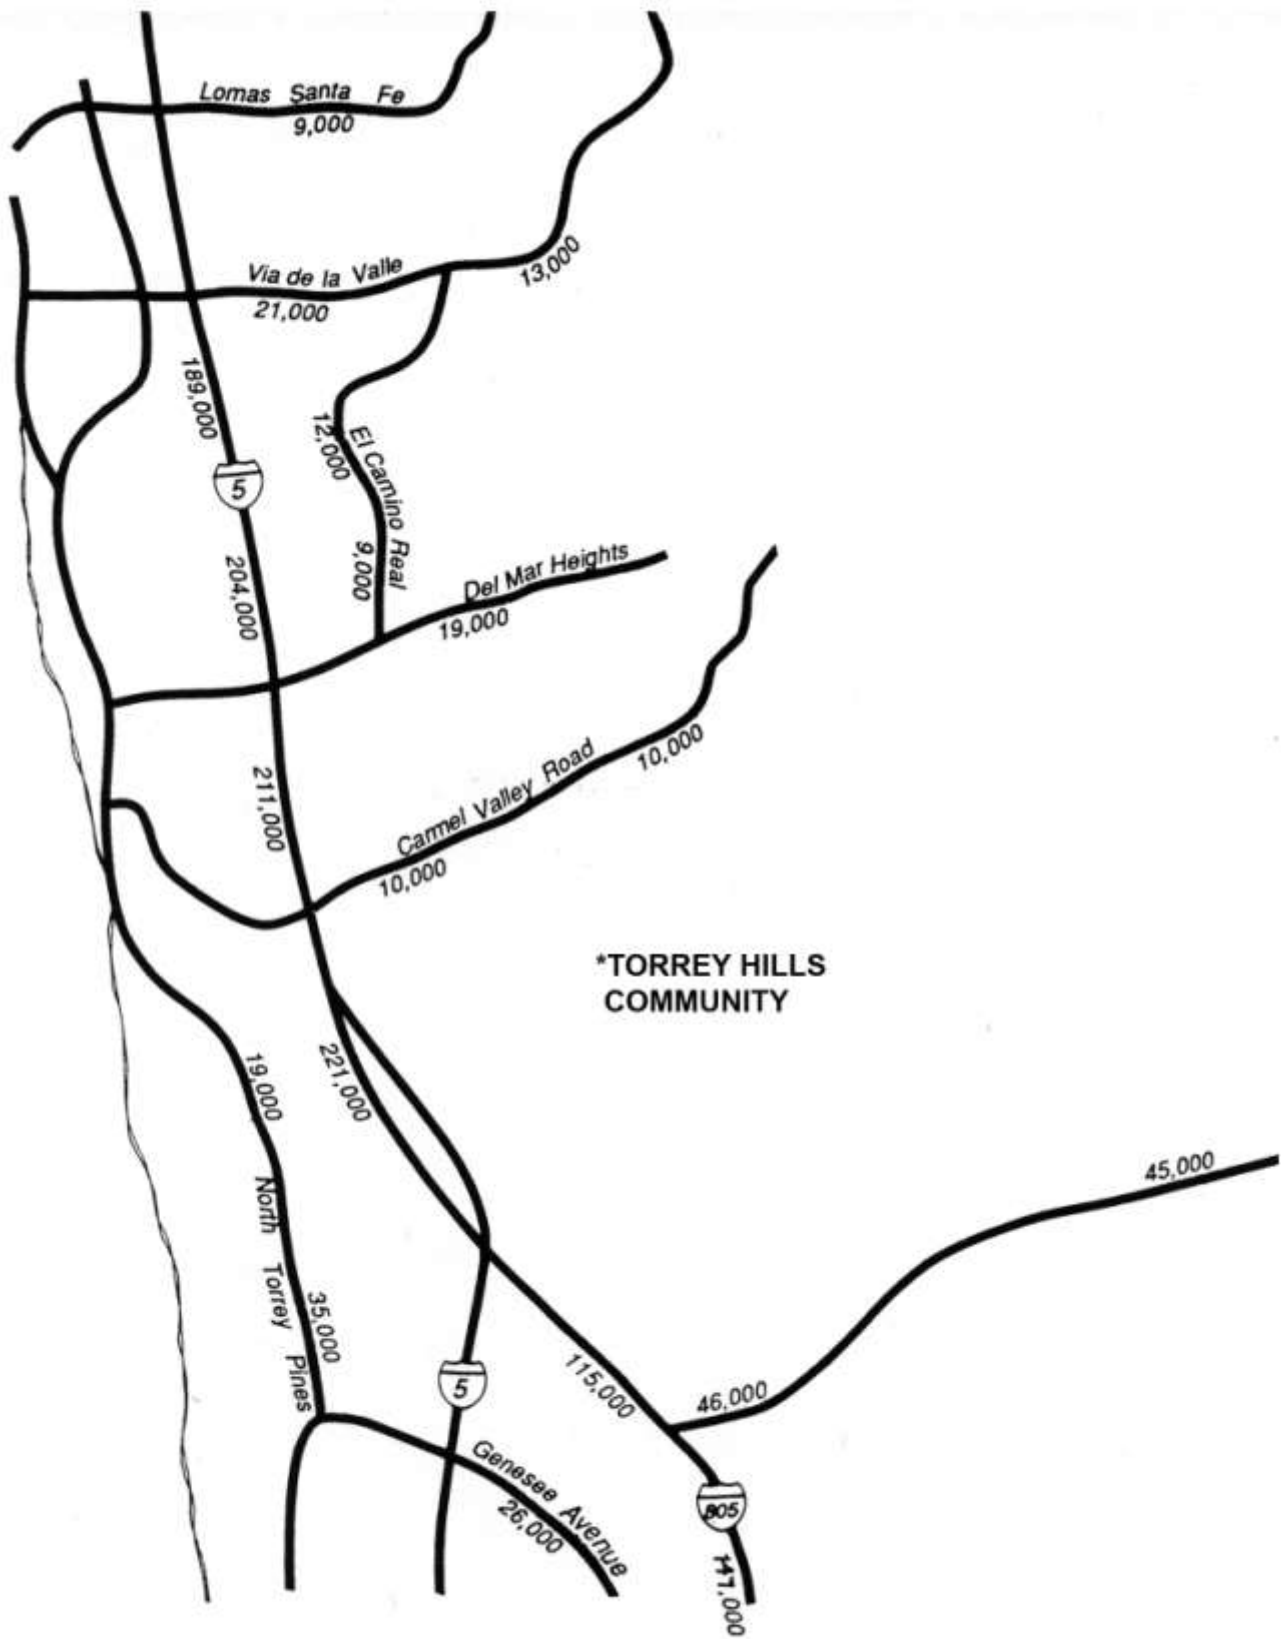 Lomas Santa Fe
9,000
Via de la Valle
21,000
13,000
189,000
12,000
El Camino Real
5
9,000
204,000
Del Mar Heights
19,000
211,000
Carmel Valley Road
10,000
10,000
*TORREY HILLS
COMMUNITY
221,000
19,000
North Torrey Pines
45,000
35,000
115,000
5
46,000
Genesee Avenue
26,000
805